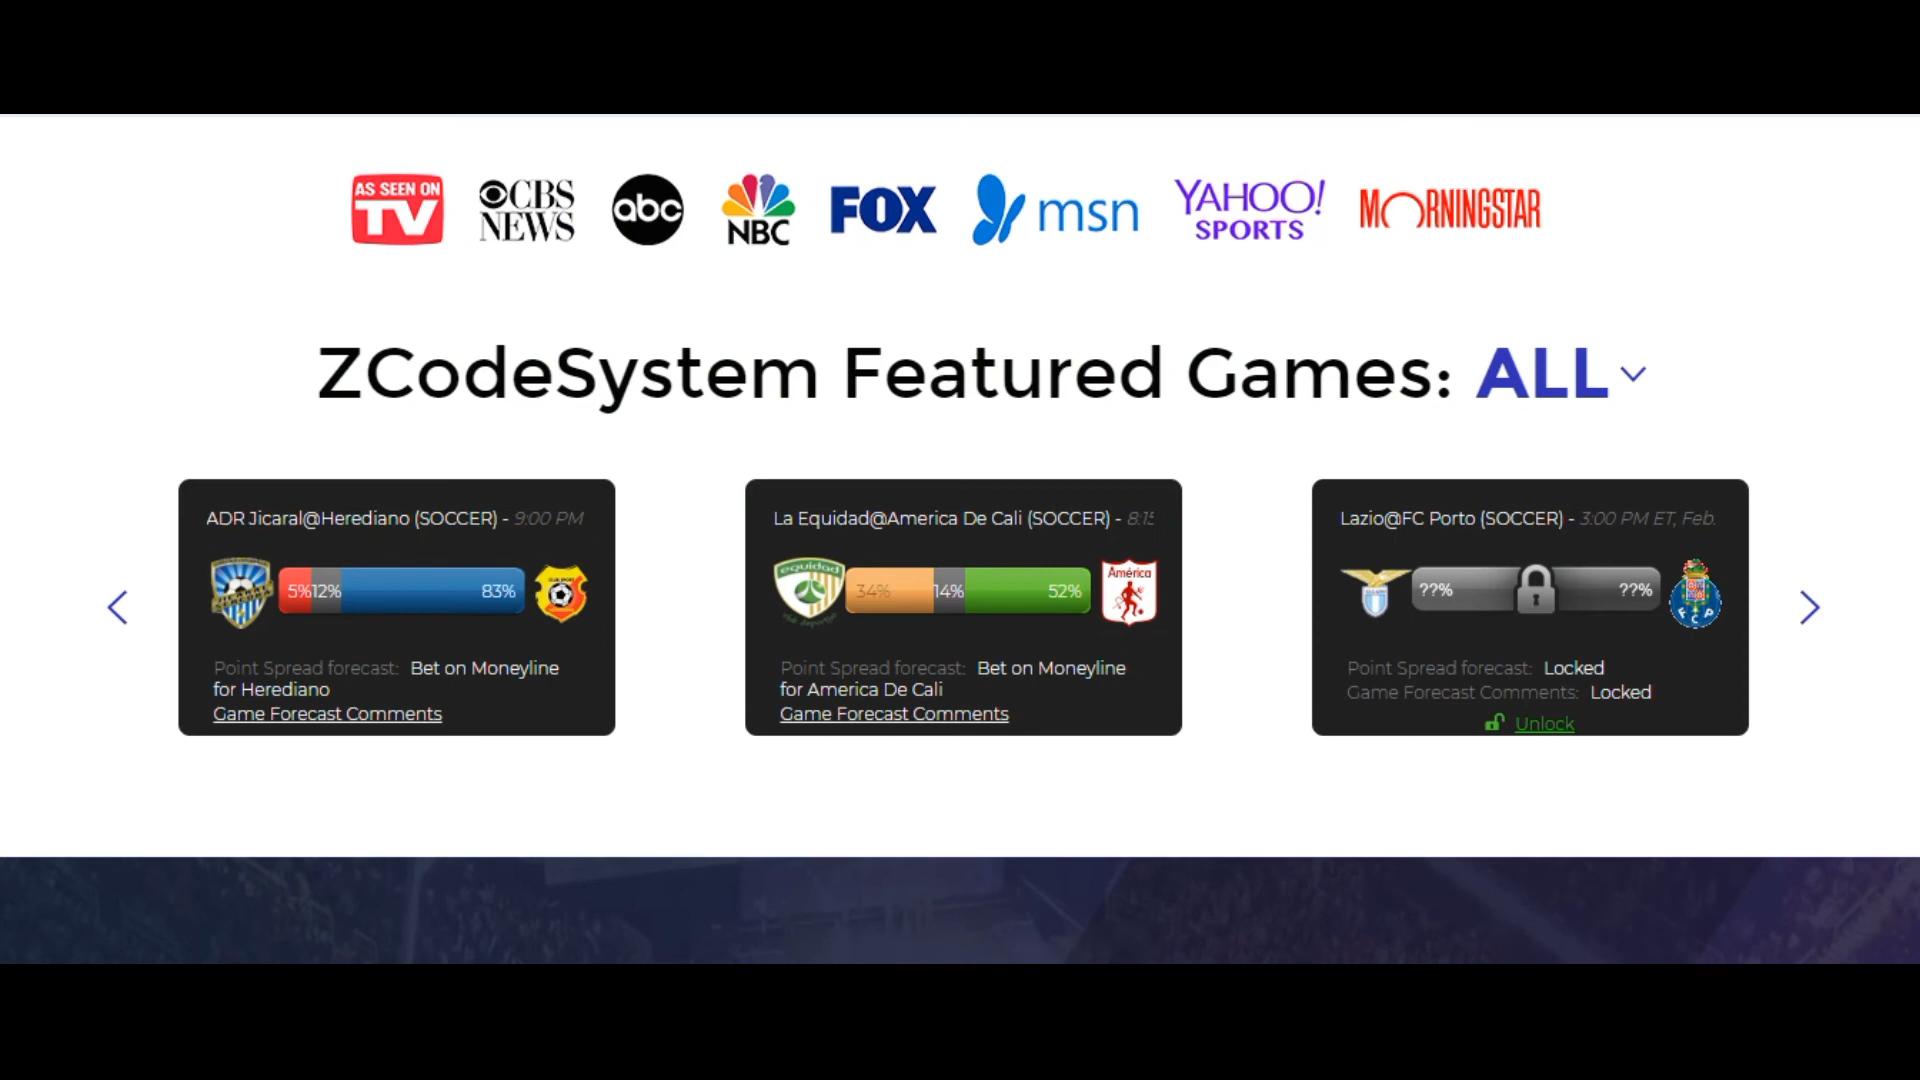 AS SEEN ON
TV
CBS
NEWS
abc
NBC
FOX
msn
YAHOO!
SPORTS
MORNINGSTAR
ZCodeSystem Featured Games: ALL
ADR Jicaral@Herediano (SOCCER) - 9:00 PM
5% 12% 83%
Point Spread forecast: Bet on Moneyline
for Herediano
Game Forecast Comments
La Equidad@America De Cali (SOCCER) - 8:15
equidad
34% 14% 52%
América
Point Spread forecast: Bet on Moneyline
for America De Cali
Game Forecast Comments
Lazio@FC Porto (SOCCER) - 3:00 PM ET, Feb.
?? % ??%
FCP
Point Spread forecast: Locked
Game Forecast Comments: Locked
Unlock